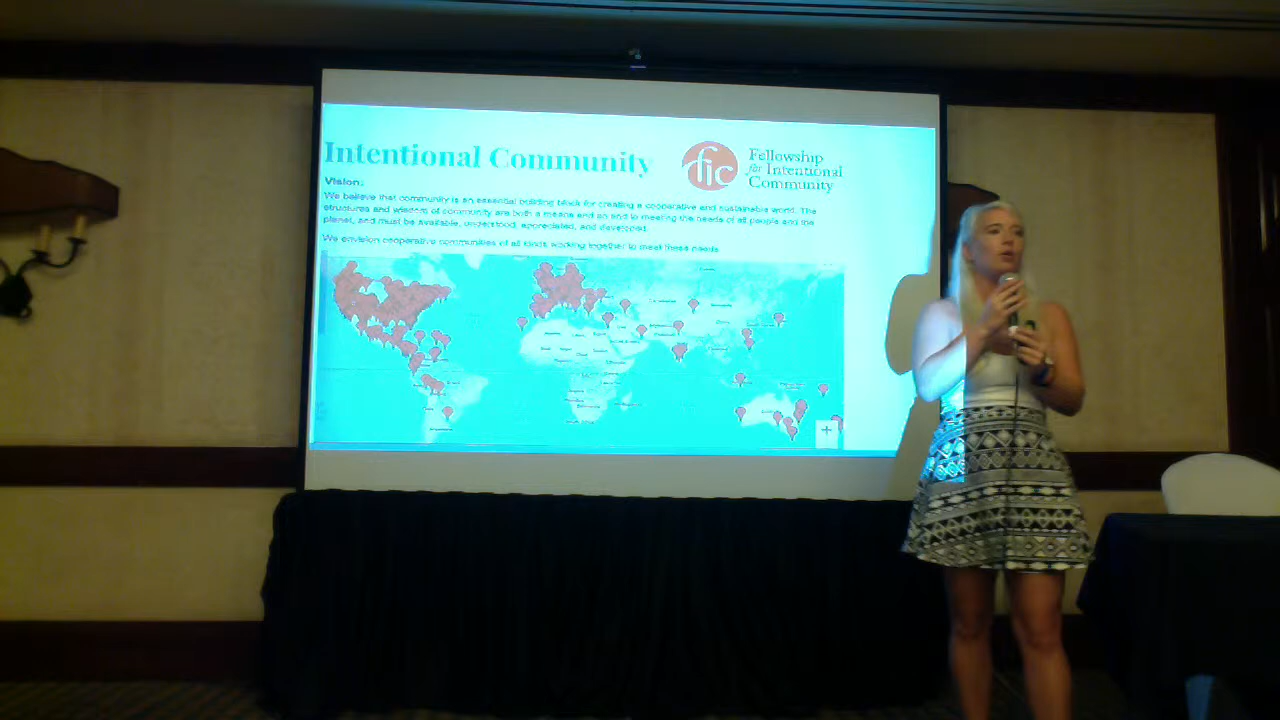 Intentional Community
fic
Fellowship
for Intentional
Community
Vision:
We believe that community is an essential building block for creating a cooperative and sustainable world. The
structures and wisdom of community are both a means and an end to meeting the needs of all people and the
planet, and must be available, understood, appreciated, and developed.
We envision cooperative communities of all kinds, working together to meet these needs.
+